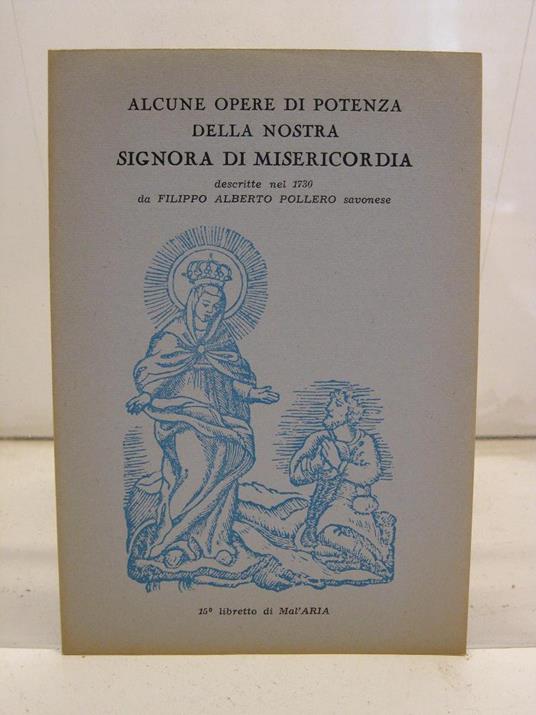 ALCUNE OPERE DI POTENZA
DELLA NOSTRA
SIGNORA DI MISERICORDIA
descritte nel 1730
da FILIPPO ALBERTO POLLERO savonese
15º libretto di Mal'ARIA